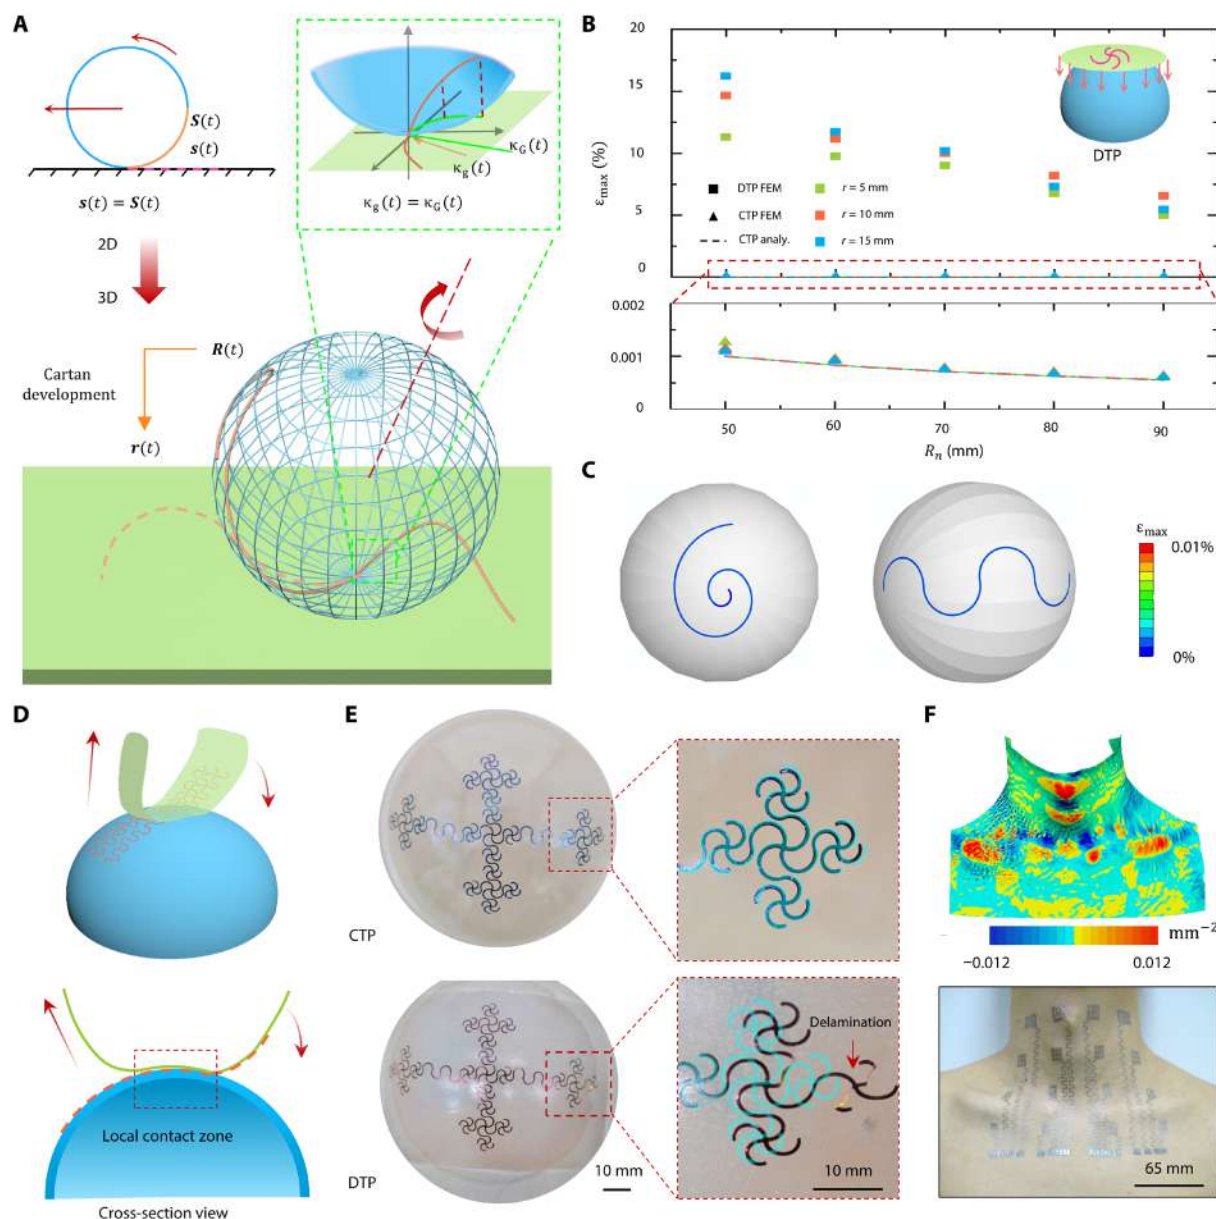 A
S(t)
s(t)
s(t) = S(t)
2D
3D
R(t)
Cartan
development
r(t)
κG(t)
κg(t)
κg(t) = κG(t)
B
20
15
10
5
0
εmax (%)
DTP FEM
CTP FEM
CTP analy.
r = 5 mm
r = 10 mm
r = 15 mm
DTP
0.002
0.001
0
50
60
70
80
90
Rn (mm)
C
εmax
0.01%
0%
D
Local contact zone
Cross-section view
E
CTP
DTP
10 mm
Delamination
10 mm
F
mm⁻²
−0.012
0.012
65 mm